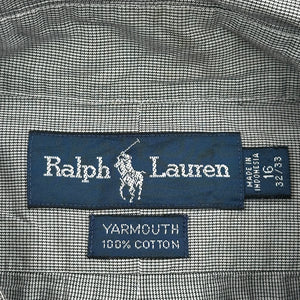 Ralph Lauren
MADE IN
INDONESIA
16
32/33
YARMOUTH
100% COTTON